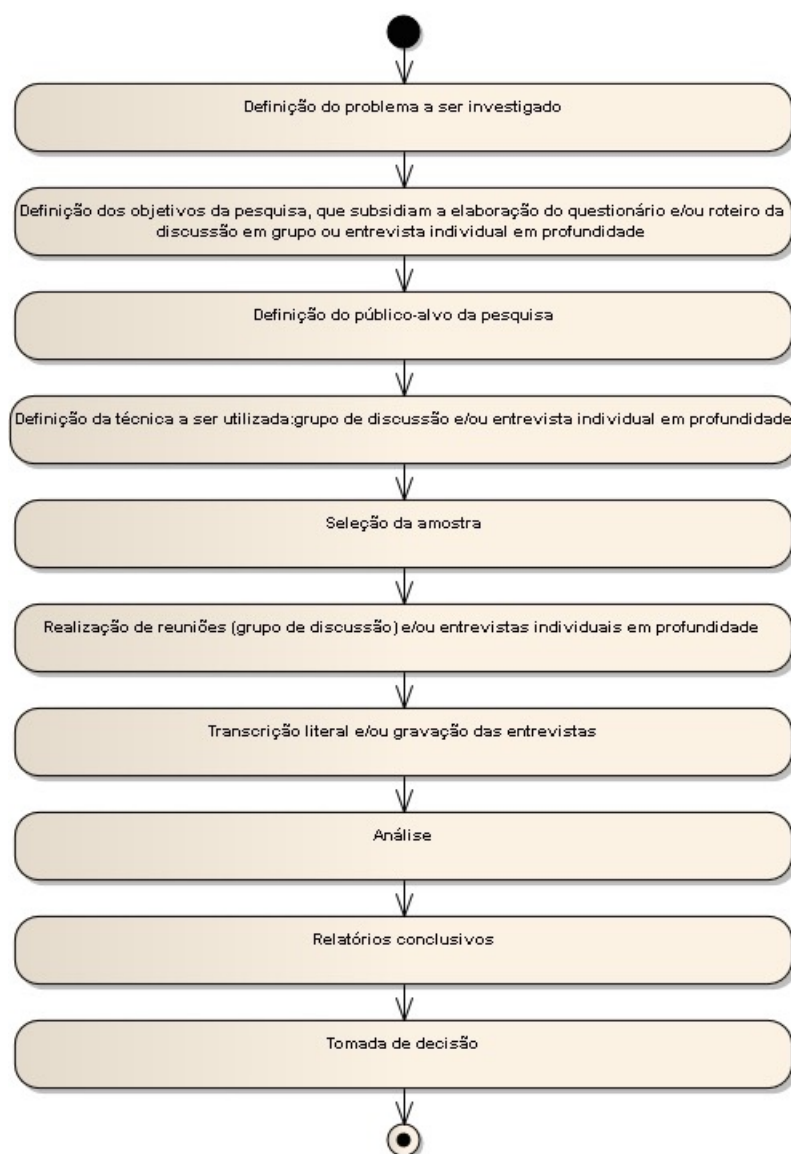 Definição do problema a ser investigado
Definição dos objetivos da pesquisa, que subsidiam a elaboração do questionário e/ou roteiro da
discussão em grupo ou entrevista individual em profundidade
Definição do público-alvo da pesquisa
Definição da técnica a ser utilizada:grupo de discussão e/ou entrevista individual em profundidade
Seleção da amostra
Realização de reuniões (grupo de discussão) e/ou entrevistas individuais em profundidade
Transcrição literal e/ou gravação das entrevistas
Análise
Relatórios conclusivos
Tomada de decisão